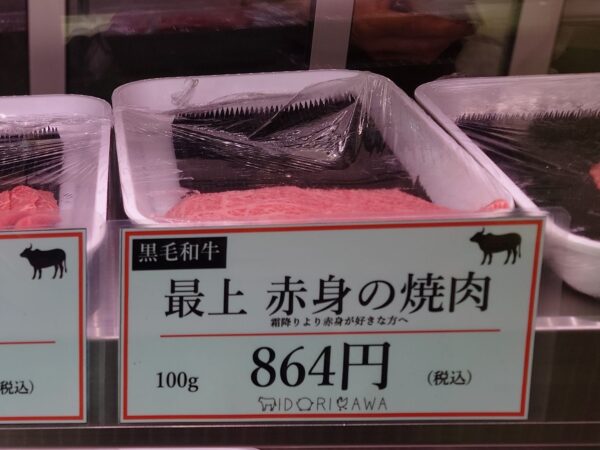 黒毛和牛
最上 赤身の焼肉
霜降りより赤身が好きな方へ
100g 864円 (税込)
MIDORIKAWA
税込)